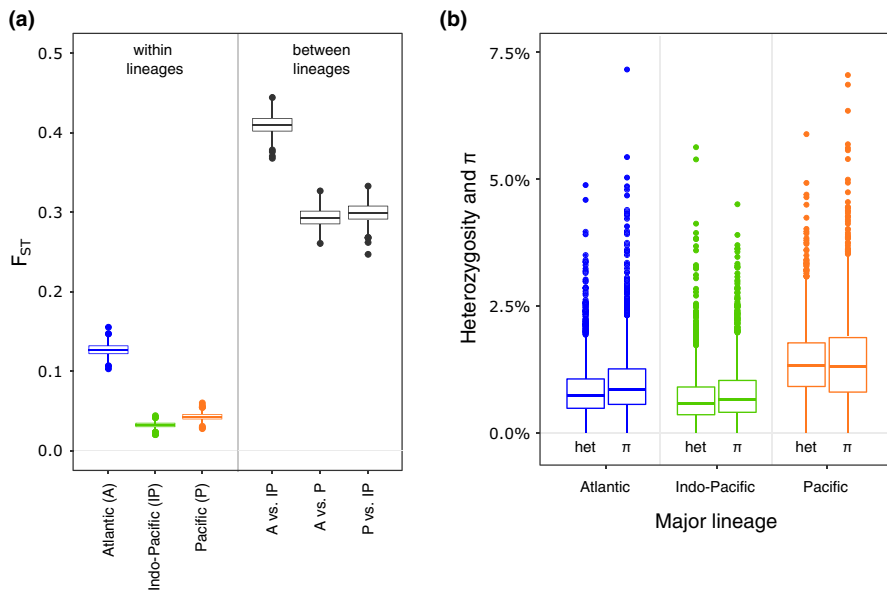 (a)
within
lineages
between
lineages
0.5
0.4
0.3
0.2
0.1
0.0
F_ST
Atlantic (A)
Indo-Pacific (IP)
Pacific (P)
A vs. IP
A vs. P
P vs. IP
(b)
7.5%
5.0%
2.5%
0.0%
Heterozygosity and π
het π het π het π
Atlantic Indo-Pacific Pacific
Major lineage